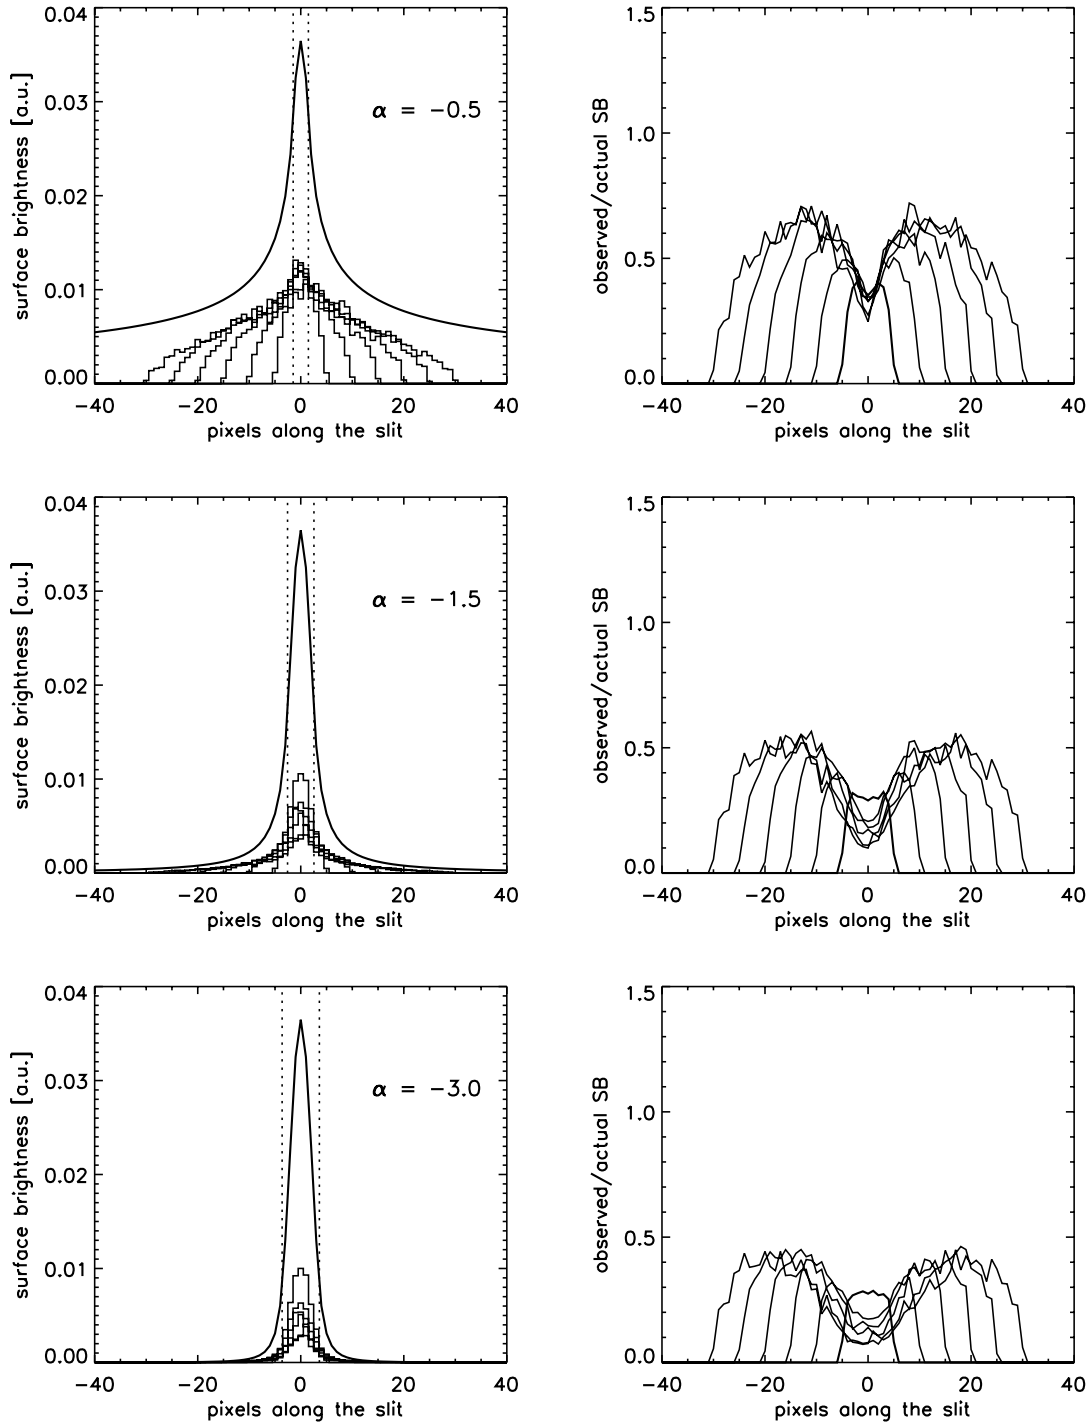 0.04
0.03
0.02
0.01
0.00
surface brightness [a.u.]
α = −0.5
−40 −20 0 20 40
pixels along the slit
1.5
1.0
0.5
0.0
observed/actual SB
−40 −20 0 20 40
pixels along the slit
0.04
0.03
0.02
0.01
0.00
surface brightness [a.u.]
α = −1.5
−40 −20 0 20 40
pixels along the slit
1.5
1.0
0.5
0.0
observed/actual SB
−40 −20 0 20 40
pixels along the slit
0.04
0.03
0.02
0.01
0.00
surface brightness [a.u.]
α = −3.0
−40 −20 0 20 40
pixels along the slit
1.5
1.0
0.5
0.0
observed/actual SB
−40 −20 0 20 40
pixels along the slit